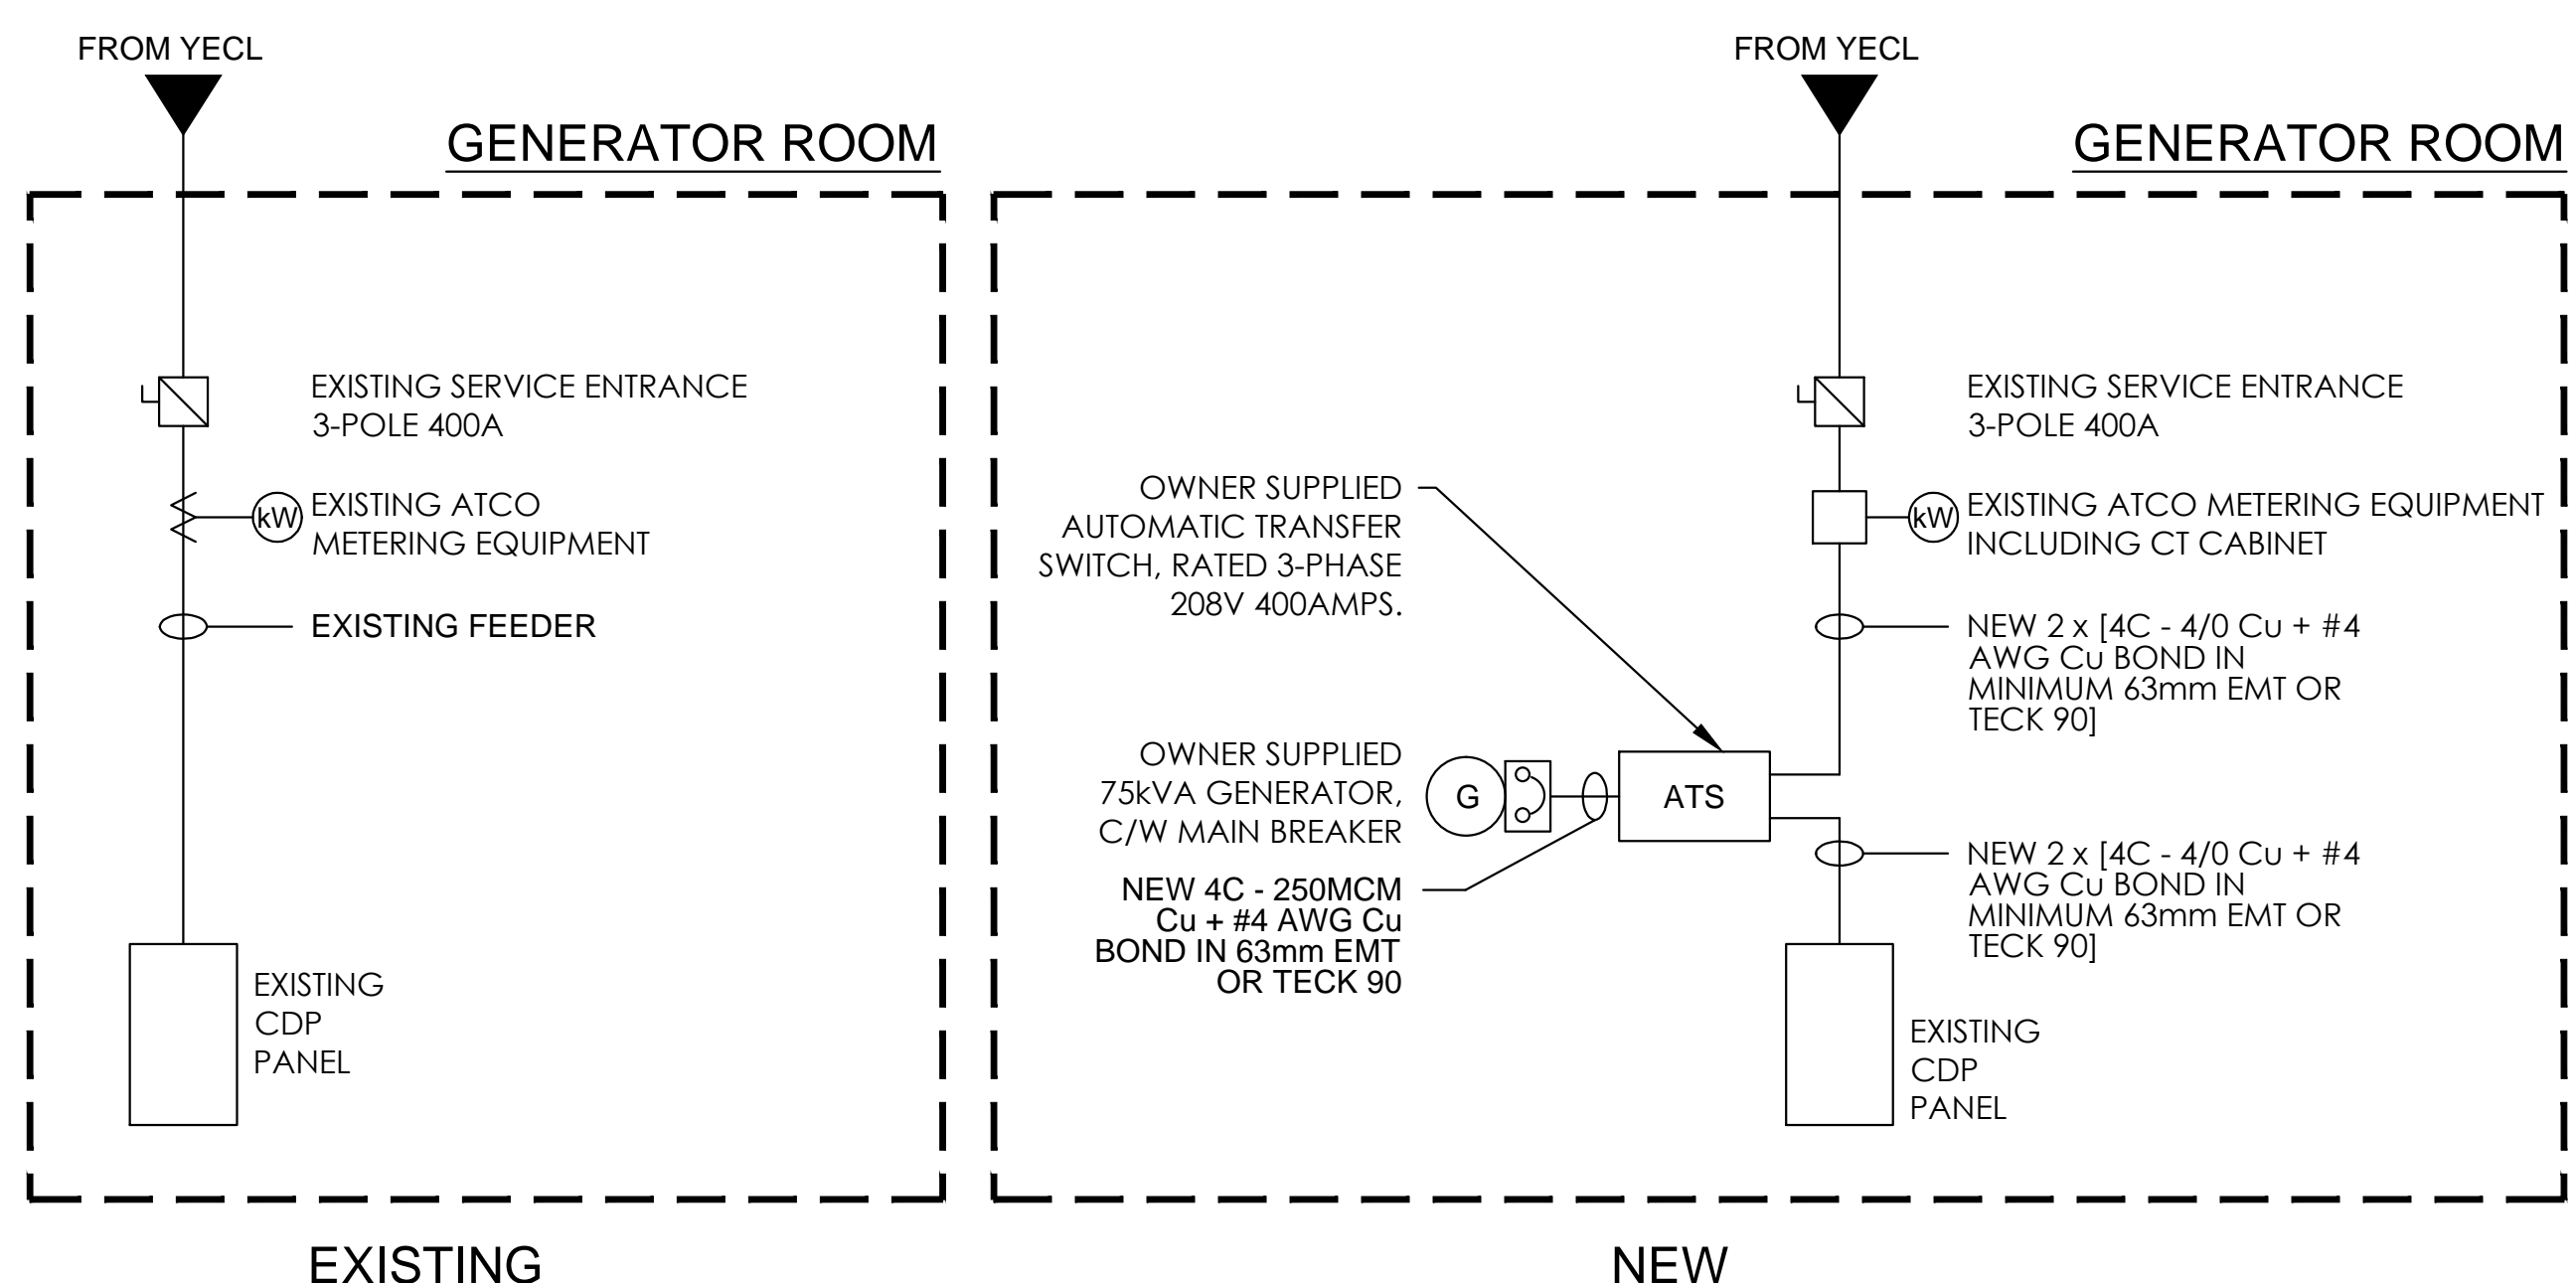 FROM YECL
GENERATOR ROOM
EXISTING SERVICE ENTRANCE
3-POLE 400A
kW
EXISTING ATCO
METERING EQUIPMENT
EXISTING FEEDER
EXISTING
CDP
PANEL
EXISTING
FROM YECL
GENERATOR ROOM
EXISTING SERVICE ENTRANCE
3-POLE 400A
OWNER SUPPLIED
AUTOMATIC TRANSFER
SWITCH, RATED 3-PHASE
208V 400AMPS.
kW
EXISTING ATCO METERING EQUIPMENT
INCLUDING CT CABINET
NEW 2 x [4C - 4/0 Cu + #4
AWG Cu BOND IN
MINIMUM 63mm EMT OR
TECK 90]
OWNER SUPPLIED
75kVA GENERATOR,
C/W MAIN BREAKER
G
ATS
NEW 4C - 250MCM
Cu + #4 AWG Cu
BOND IN 63mm EMT
OR TECK 90
NEW 2 x [4C - 4/0 Cu + #4
AWG Cu BOND IN
MINIMUM 63mm EMT OR
TECK 90]
EXISTING
CDP
PANEL
NEW